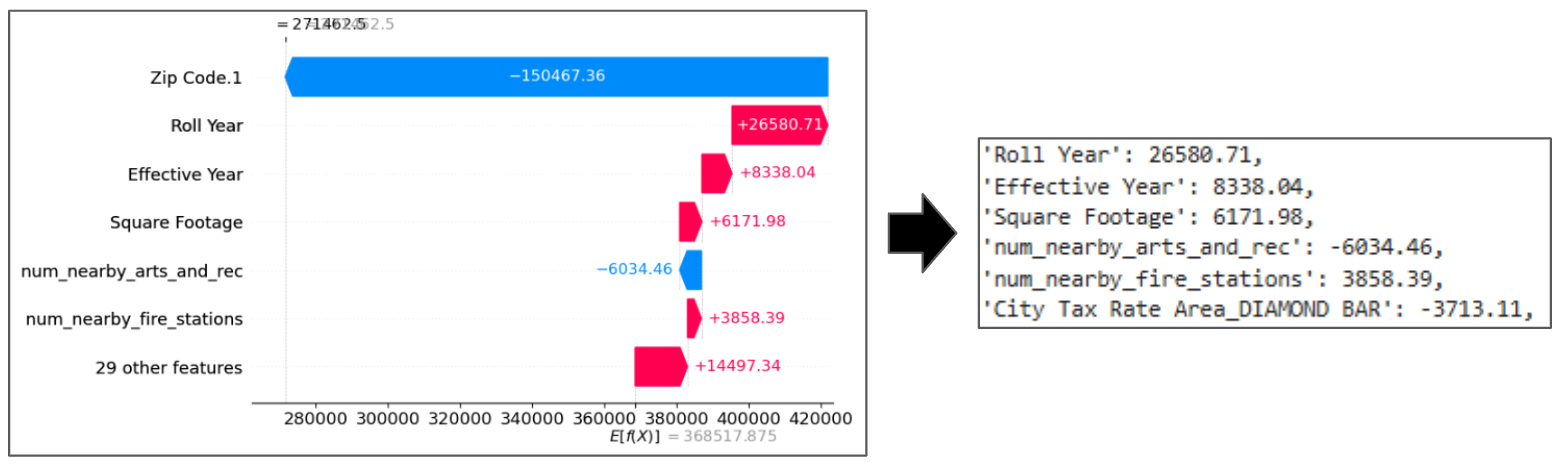 = 271462.5
Zip Code.1
−150467.36
Roll Year
+26580.71
Effective Year
+8338.04
Square Footage
+6171.98
num_nearby_arts_and_rec
−6034.46
num_nearby_fire_stations
+3858.39
29 other features
+14497.34
280000 300000 320000 340000 360000 380000 400000 420000
E[f(X)] = 368517.875
'Roll Year': 26580.71,
'Effective Year': 8338.04,
'Square Footage': 6171.98,
'num_nearby_arts_and_rec': -6034.46,
'num_nearby_fire_stations': 3858.39,
'City Tax Rate Area_DIAMOND BAR': -3713.11,